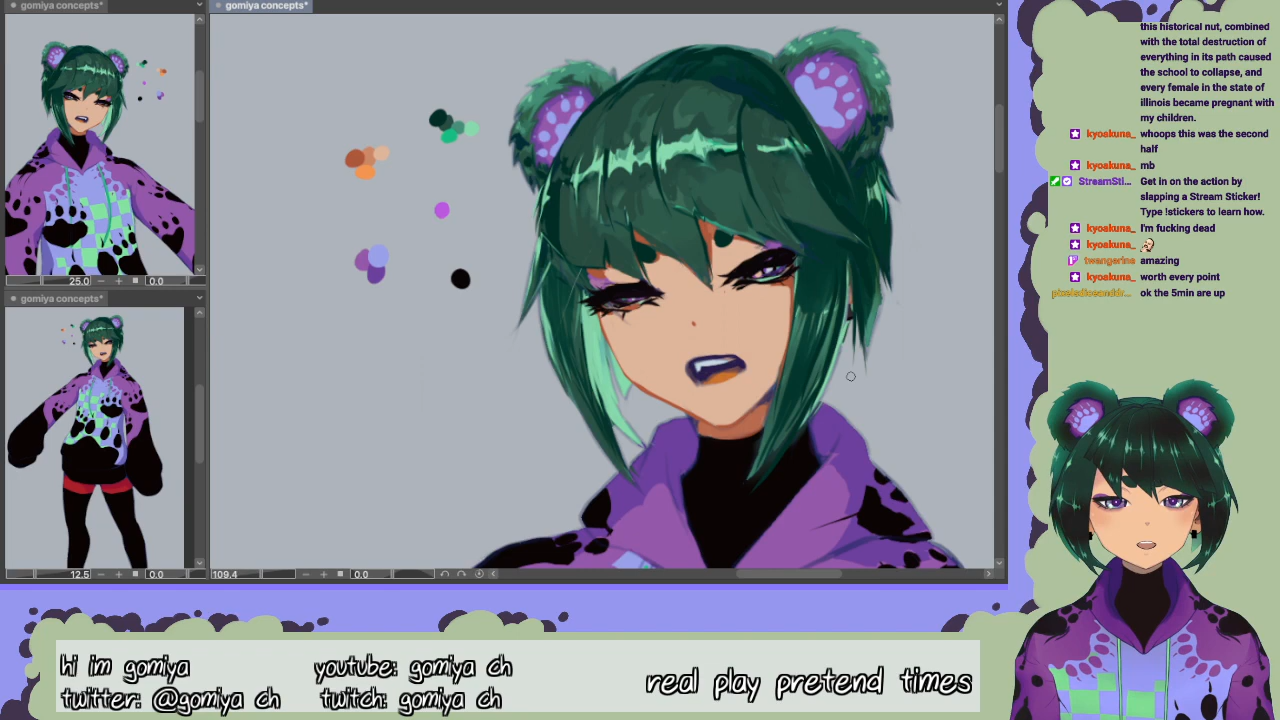 gomiya concepts*
gomiya concepts*
25.0
0.0
gomiya concepts*
12.5
0.0
109.4
0.0
this historical nut, combined
with the total destruction of
everything in its path caused
the school to collapse, and
every female in the state of
illinois became pregnant with
my children.
kyoakuna_ whoops this was the second
half
kyoakuna_ mb
StreamSti... Get in on the action by
slapping a Stream Sticker!
Type !stickers to learn how.
kyoakuna_ I'm fucking dead
kyoakuna_
twangerine amazing
kyoakuna_ worth every point
ok the 5min are up
hi im gomiya
twitter: @gomiya ch
youtube: gomiya ch
twitch: gomiya ch
real play pretend times